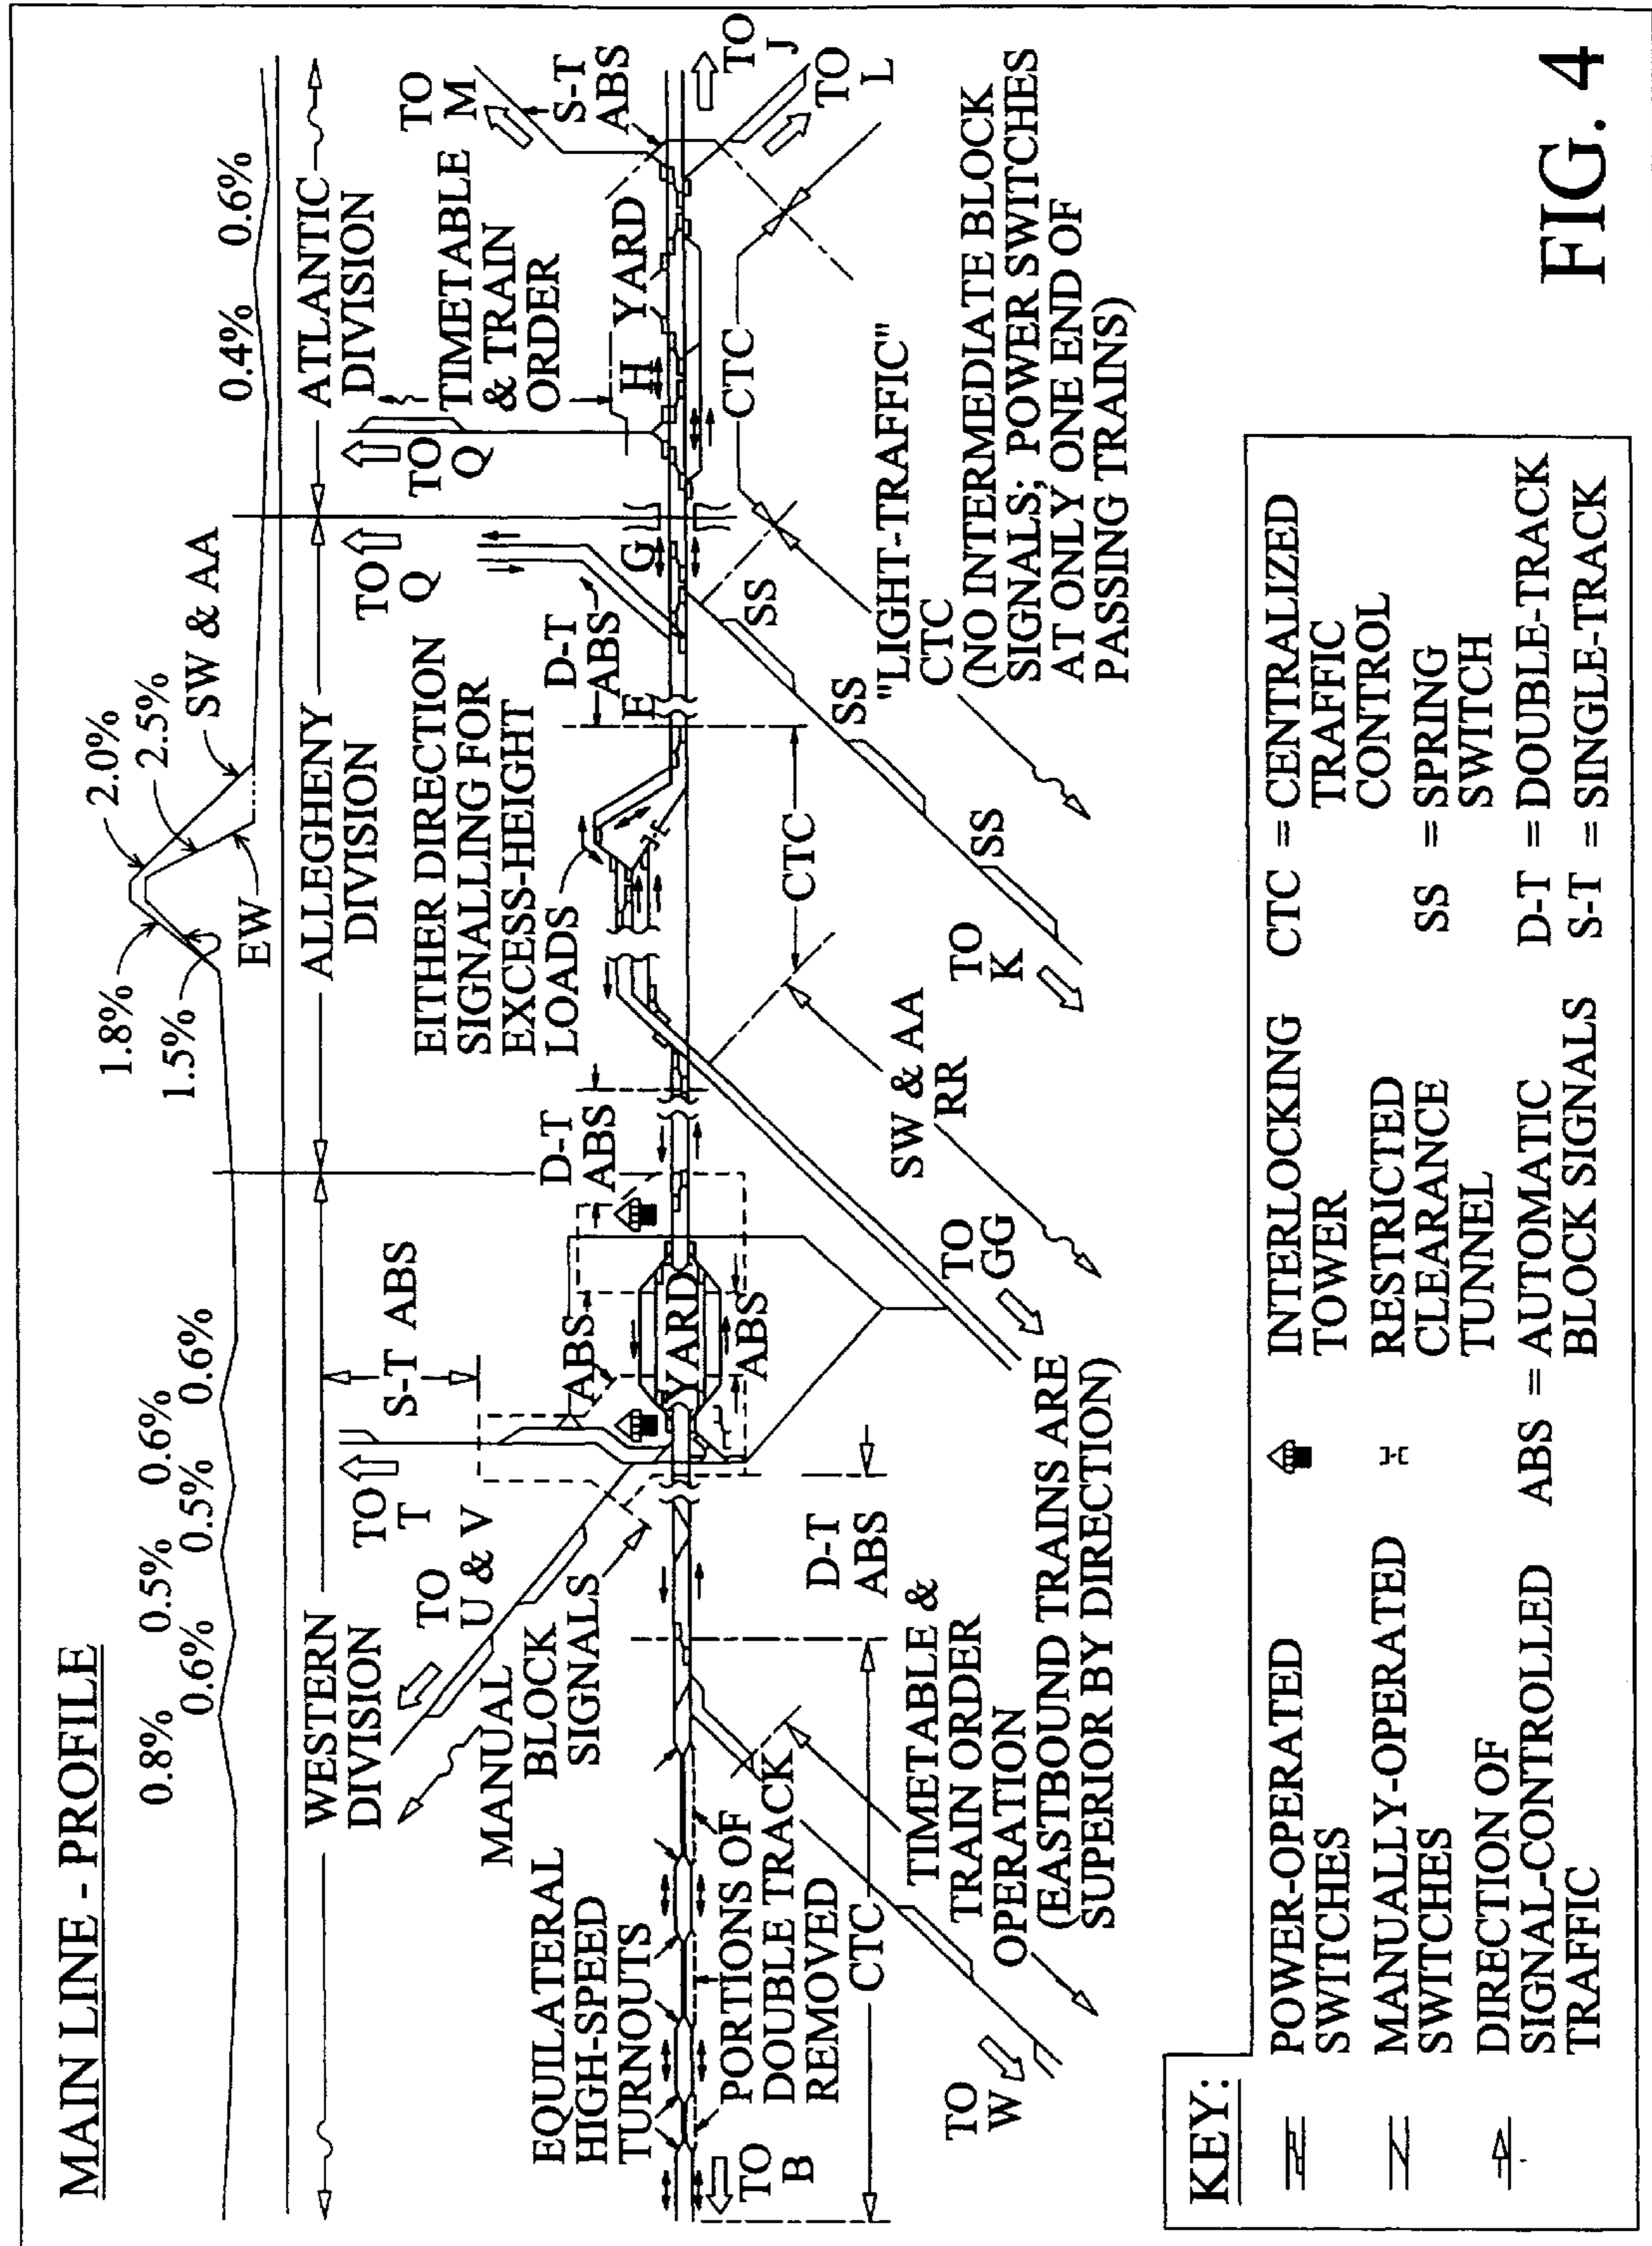 MAIN LINE - PROFILE
0.8%
0.6%
0.5%
0.5%
0.6%
0.6%
1.8%
1.5%
2.0%
2.5%
SW & AA
EW
0.4%
0.6%
WESTERN
DIVISION
S-T ABS
ALLEGHENY
DIVISION
ATLANTIC
DIVISION
TO
U & V
TO
T
MANUAL
BLOCK
SIGNALS
EQUILATERAL
HIGH-SPEED
TURNOUTS
ABS
D-T
ABS
EITHER DIRECTION
SIGNALLING FOR
EXCESS-HEIGHT
LOADS
D-T
ABS
TO
Q
TO
Q
TIMETABLE
& TRAIN
ORDER
TO
M
S-T
ABS
YARD
E
G
H
YARD
TO
J
TO
L
TO
B
PORTIONS OF
DOUBLE TRACK
REMOVED
CTC
D-T
ABS
ABS
CTC
SS
SS
SS
CTC
TO
W
TIMETABLE &
TRAIN ORDER
OPERATION
(EASTBOUND TRAINS ARE
SUPERIOR BY DIRECTION)
TO
GG
SW & AA
RR
TO
K
"LIGHT-TRAFFIC"
CTC
(NO INTERMEDIATE BLOCK
SIGNALS; POWER SWITCHES
AT ONLY ONE END OF
PASSING TRAINS)
KEY:
POWER-OPERATED
SWITCHES
MANUALLY-OPERATED
SWITCHES
DIRECTION OF
SIGNAL-CONTROLLED
TRAFFIC
INTERLOCKING
TOWER
RESTRICTED
CLEARANCE
TUNNEL
ABS = AUTOMATIC
BLOCK SIGNALS
CTC = CENTRALIZED
TRAFFIC
CONTROL
SS = SPRING
SWITCH
D-T = DOUBLE-TRACK
S-T = SINGLE-TRACK
FIG. 4